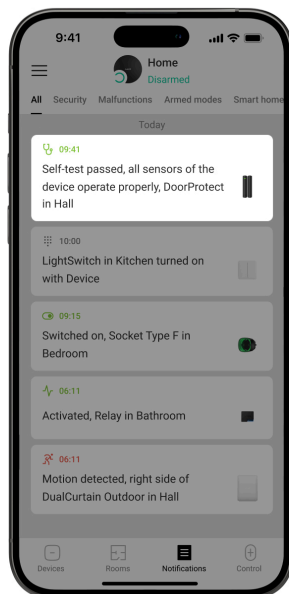 9:41
Home
Disarmed
All Security Malfunctions Armed modes Smart home
Today
09:41
Self-test passed, all sensors of the
device operate properly, DoorProtect
in Hall
10:00
LightSwitch in Kitchen turned on
with Device
09:15
Switched on, Socket Type F in
Bedroom
06:11
Activated, Relay in Bathroom
06:11
Motion detected, right side of
DualCurtain Outdoor in Hall
Devices Rooms Notifications Control